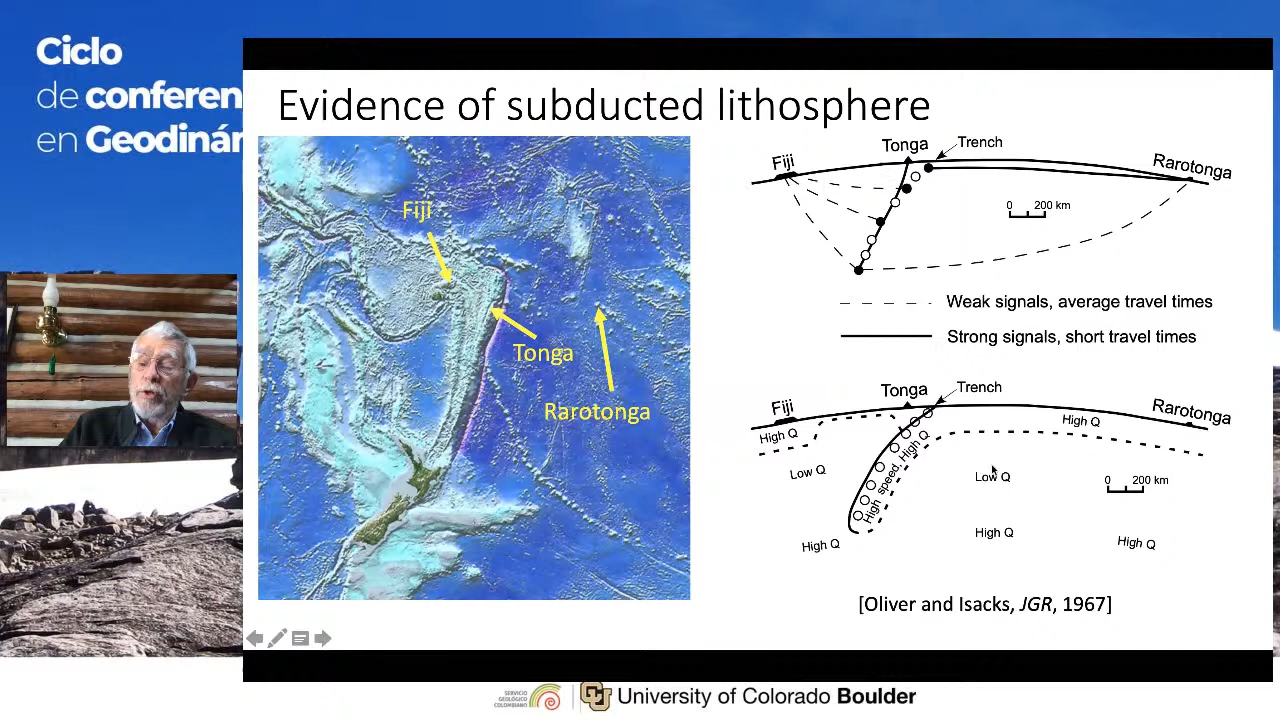 Ciclo
de conferen
en Geodinár
Evidence of subducted lithosphere
Fiji
Tonga
Rarotonga
Fiji
Tonga
Trench
Rarotonga
0 200 km
Weak signals, average travel times
Strong signals, short travel times
Fiji
Tonga
Trench
Rarotonga
High Q
High Q
Low Q
High speed, High Q
Low Q
0 200 km
High Q
High Q
High Q
[Oliver and Isacks, JGR, 1967]
SERVICIO
GEOLÓGICO
COLOMBIANO
CU
University of Colorado Boulder